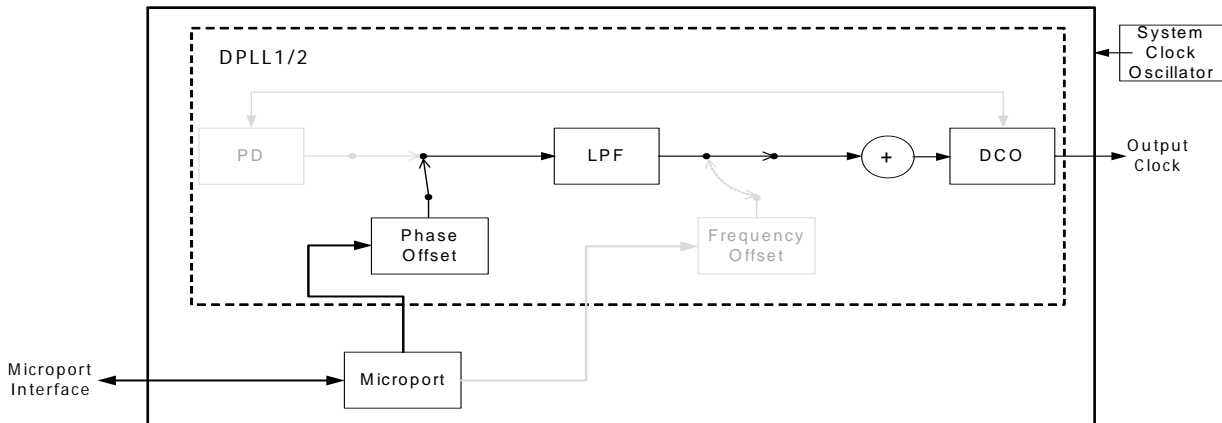 System
Clock
Oscillator
DPLL1/2
PD
LPF
+
DCO
Output
Clock
Phase
Offset
Frequency
Offset
Microport
Interface
Microport